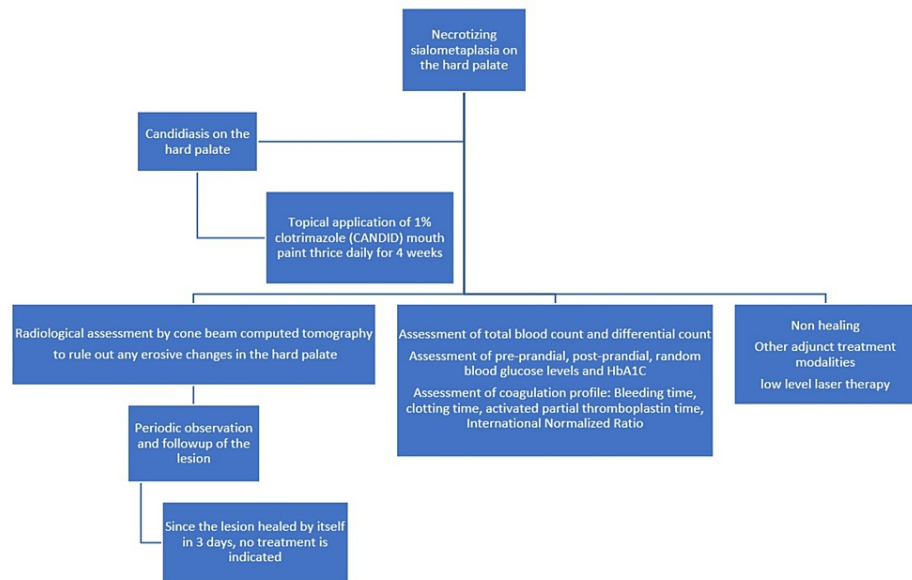 Necrotizing
sialometaplasia on
the hard palate
Candidiasis on the
hard palate
Topical application of 1%
clotrimazole (CANDID) mouth
paint thrice daily for 4 weeks
Radiological assessment by cone beam computed tomography
to rule out any erosive changes in the hard palate
Assessment of total blood count and differential count
Assessment of pre-prandial, post-prandial, random
blood glucose levels and HbA1C
Assessment of coagulation profile: Bleeding time,
clotting time, activated partial thromboplastin time,
International Normalized Ratio
Non healing
Other adjunct treatment
modalities
low level laser therapy
Periodic observation
and followup of the
lesion
Since the lesion healed by itself
in 3 days, no treatment is
indicated